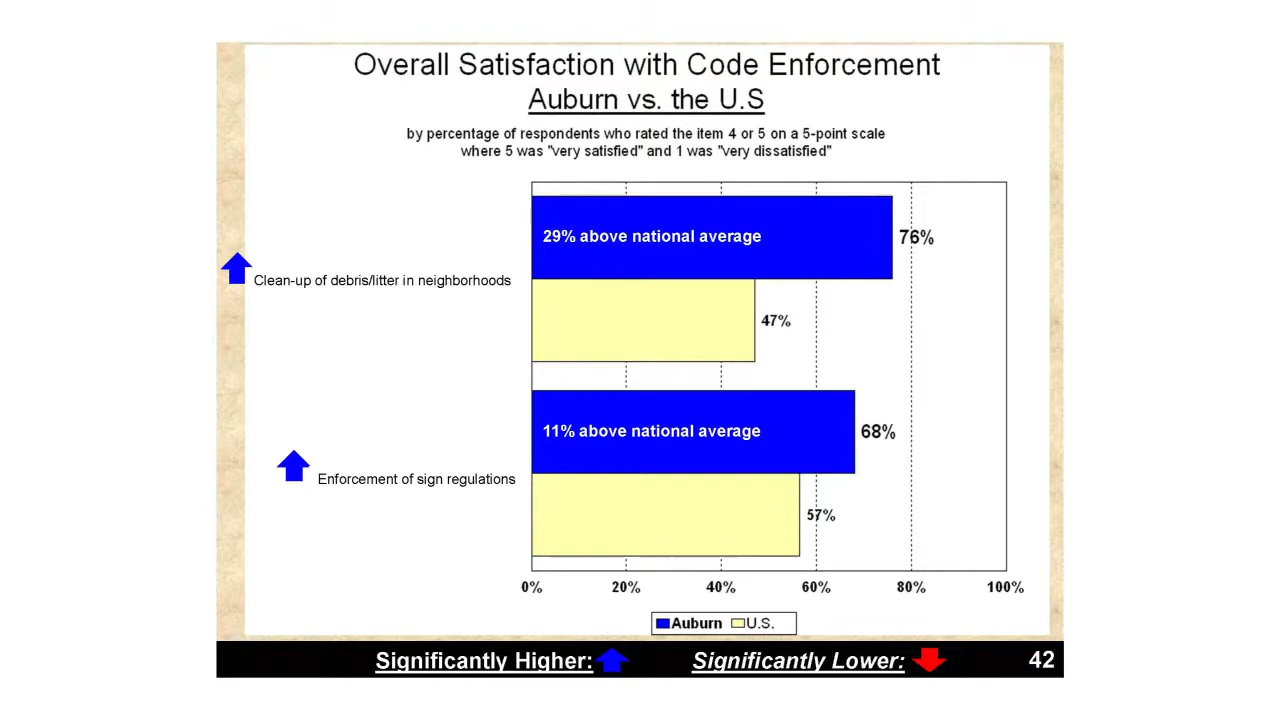 Overall Satisfaction with Code Enforcement
Auburn vs. the U.S
by percentage of respondents who rated the item 4 or 5 on a 5-point scale
where 5 was "very satisfied" and 1 was "very dissatisfied"
29% above national average
76%
Clean-up of debris/litter in neighborhoods
47%
11% above national average
68%
Enforcement of sign regulations
57%
0% 20% 40% 60% 80% 100%
Auburn U.S.
Significantly Higher: Significantly Lower: 42